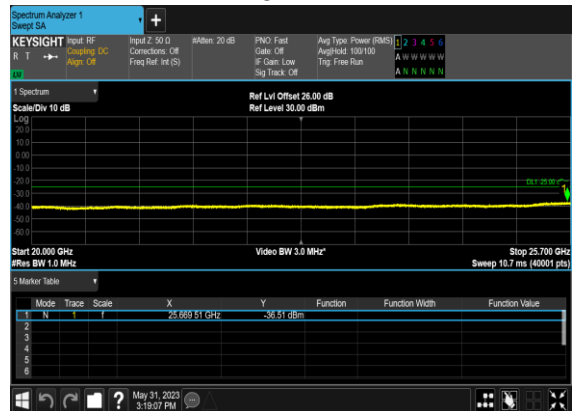 Spectrum Analyzer 1
Swept SA
+
KEYSIGHT Input: RF Input Z: 50 Ω #Atten: 20 dB PNO: Fast Avg Type: Power (RMS) 1 2 3 4 5 6
R T Coupling: DC Corrections: Off Gate: Off Avg|Hold: 100/100 A W W W W W
Align: Off Freq Ref: Int (S) IF Gain: Low Trig: Free Run
Sig Track: Off A N N N N N
1 Spectrum
Ref Lvl Offset 26.00 dB
Scale/Div 10 dB Ref Level 30.00 dBm
Log
20.0
10.0
0.00
-10.0
-20.0 DL1 -25.00
-30.0 1
-40.0
-50.0
-60.0
Start 20.000 GHz Video BW 3.0 MHz* Stop 25.700 GHz
#Res BW 1.0 MHz Sweep 10.7 ms (40001 pts)
5 Marker Table
Mode Trace Scale X Y Function Function Width Function Value
1 N 1 f 25.669 51 GHz -36.51 dBm
2
3
4
5
6
? May 31, 2023
3:19:07 PM